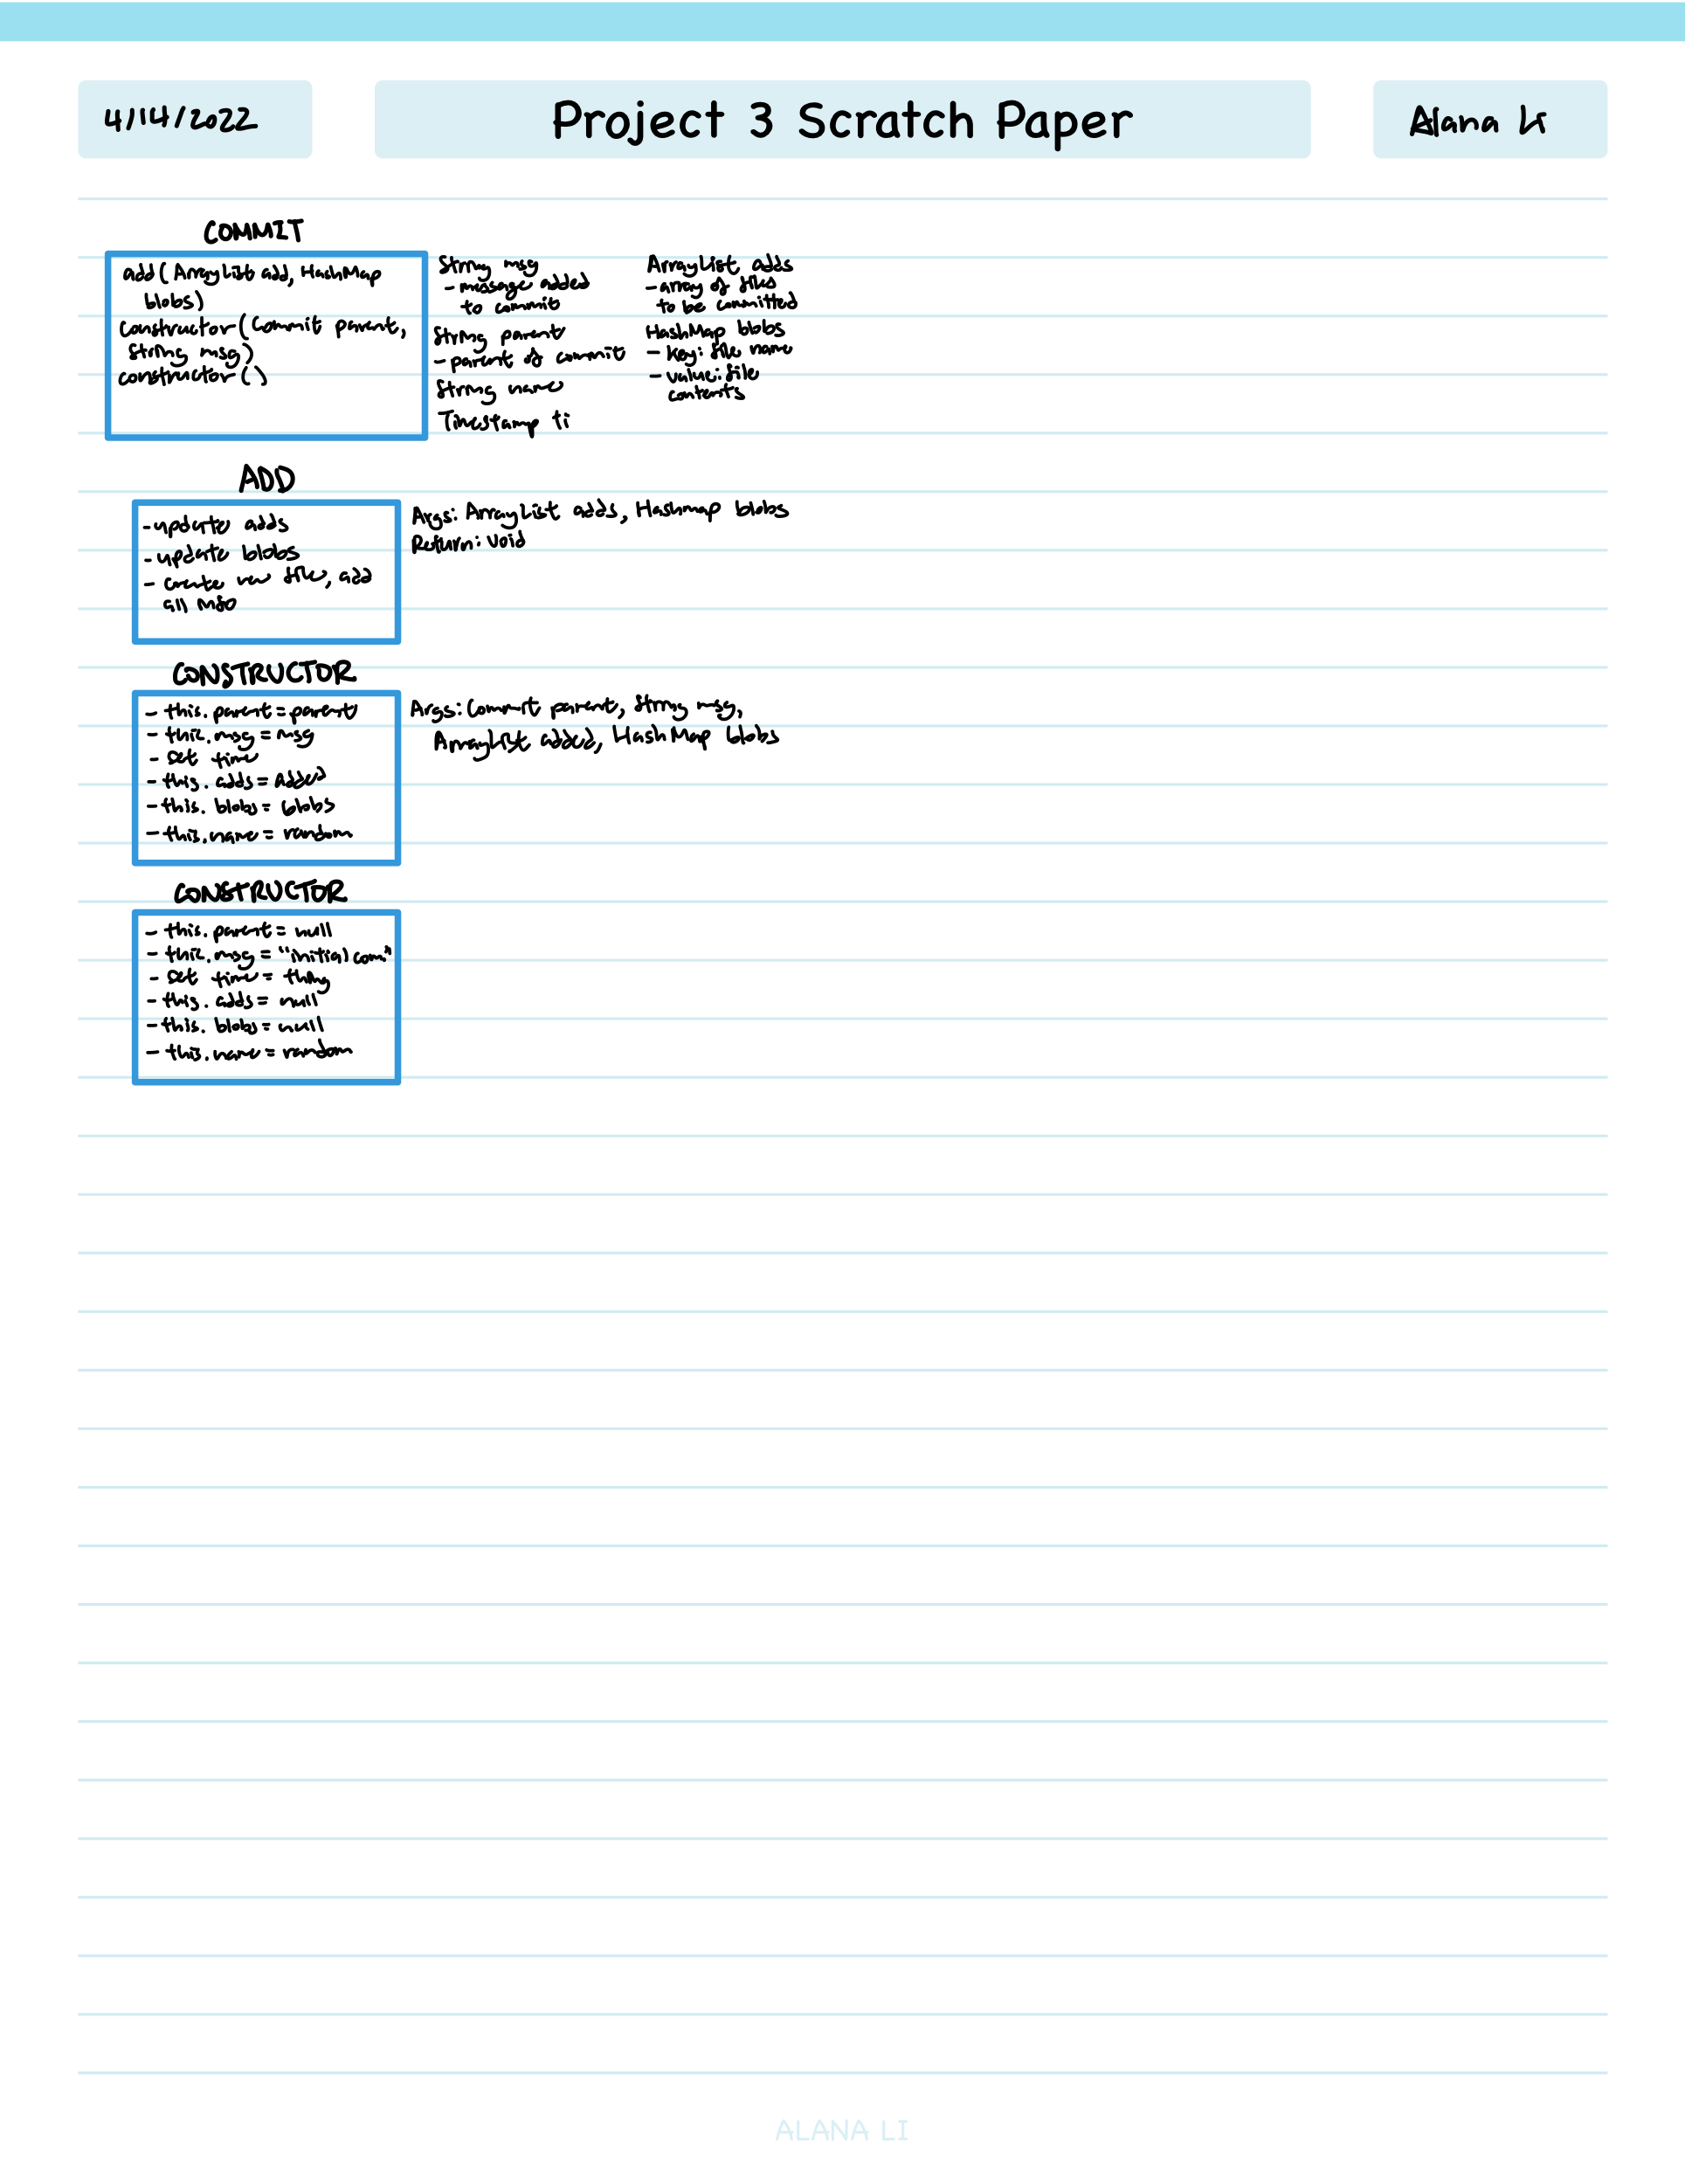 4/14/2022
Project 3 Scratch Paper
Alana Li
COMMIT
add (ArrayList add, HashMap
blobs)
constructor (Commit parent,
String msg)
constructor ()
String msg
- message added
to commit
String parent
- parent of commit
String name
Timestamp ti
ArrayList adds
- array of files
to be committed
HashMap blobs
- key: file name
- value: file
contents
ADD
- update adds
- update blobs
- create new file, add
all info
Args: ArrayList adds, Hashmap blobs
Return: void
CONSTRUCTOR
- this.parent = parent
- this.msg = msg
- set time
- this.adds = added
- this.blobs = blobs
- this.name = random
Args: Commit parent, String msg,
ArrayList added, HashMap blobs
CONSTRUCTOR
- this.parent = null
- this.msg = "initial com."
- set time = thing
- this.adds = null
- this.blobs = null
- this.name = random
ALANA LI